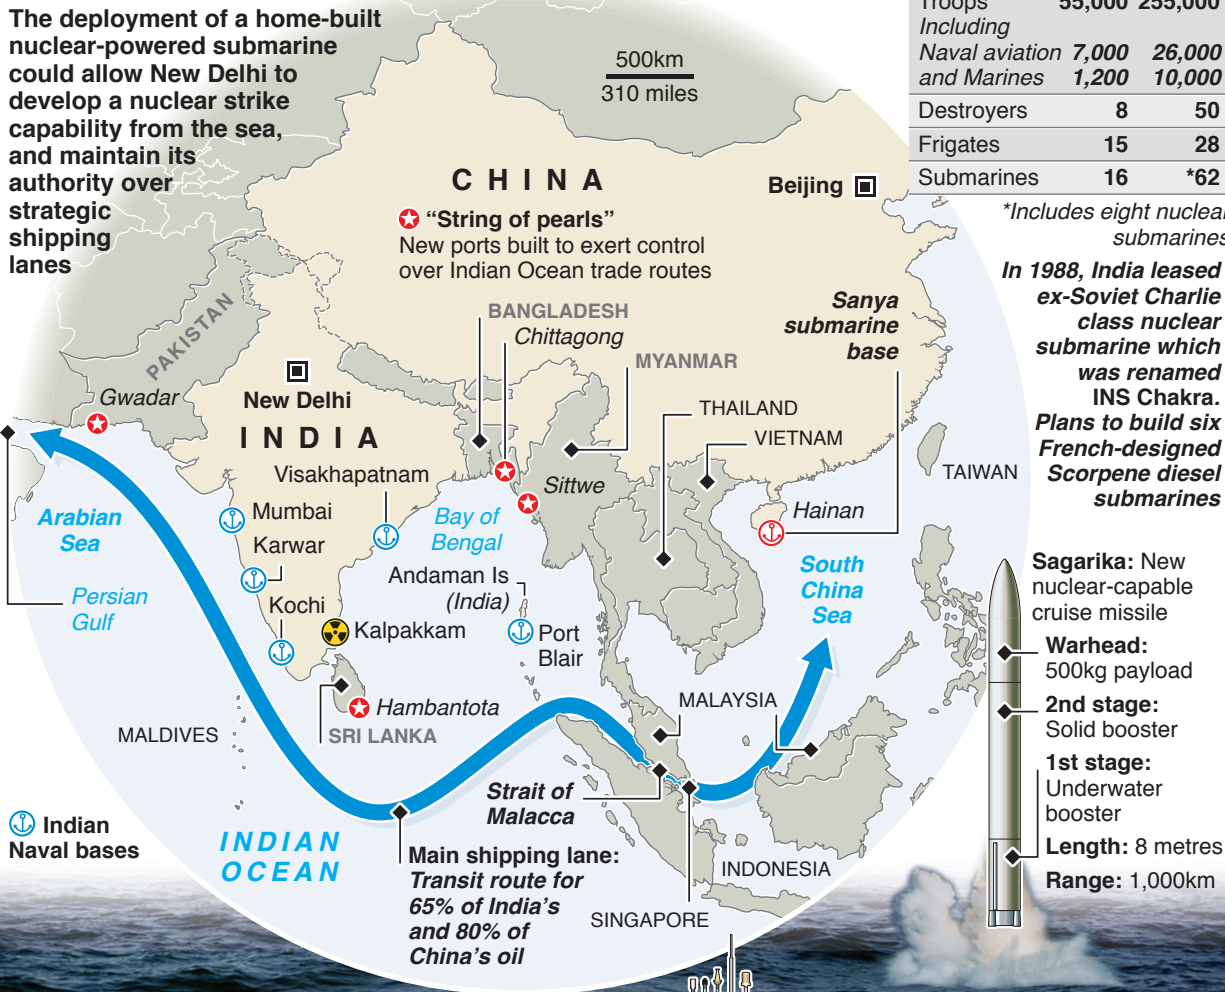 The deployment of a home-built
nuclear-powered submarine
could allow New Delhi to
develop a nuclear strike
capability from the sea,
and maintain its
authority over
strategic
shipping
lanes
500km
310 miles
Troops 55,000 255,000
Including
Naval aviation 7,000 26,000
and Marines 1,200 10,000
Destroyers 8 50
Frigates 15 28
Submarines 16 *62
*Includes eight nuclear
submarines
In 1988, India leased
ex-Soviet Charlie
class nuclear
submarine which
was renamed
INS Chakra.
Plans to build six
French-designed
Scorpene diesel
submarines
CHINA
Beijing
“String of pearls”
New ports built to exert control
over Indian Ocean trade routes
BANGLADESH
Chittagong
MYANMAR
Sanya
submarine
base
PAKISTAN
Gwadar
New Delhi
INDIA
THAILAND
VIETNAM
TAIWAN
Visakhapatnam
Sittwe
Hainan
Mumbai
Karwar
Kochi
Arabian
Sea
Bay of
Bengal
Persian
Gulf
Andaman Is
(India)
Port
Blair
Kalpakkam
South
China
Sea
Hambantota
SRI LANKA
MALDIVES
MALAYSIA
Strait of
Malacca
Indian
Naval bases
INDIAN
OCEAN
Main shipping lane:
Transit route for
65% of India’s
and 80% of
China’s oil
INDONESIA
SINGAPORE
Sagarika: New
nuclear-capable
cruise missile
Warhead:
500kg payload
2nd stage:
Solid booster
1st stage:
Underwater
booster
Length: 8 metres
Range: 1,000km